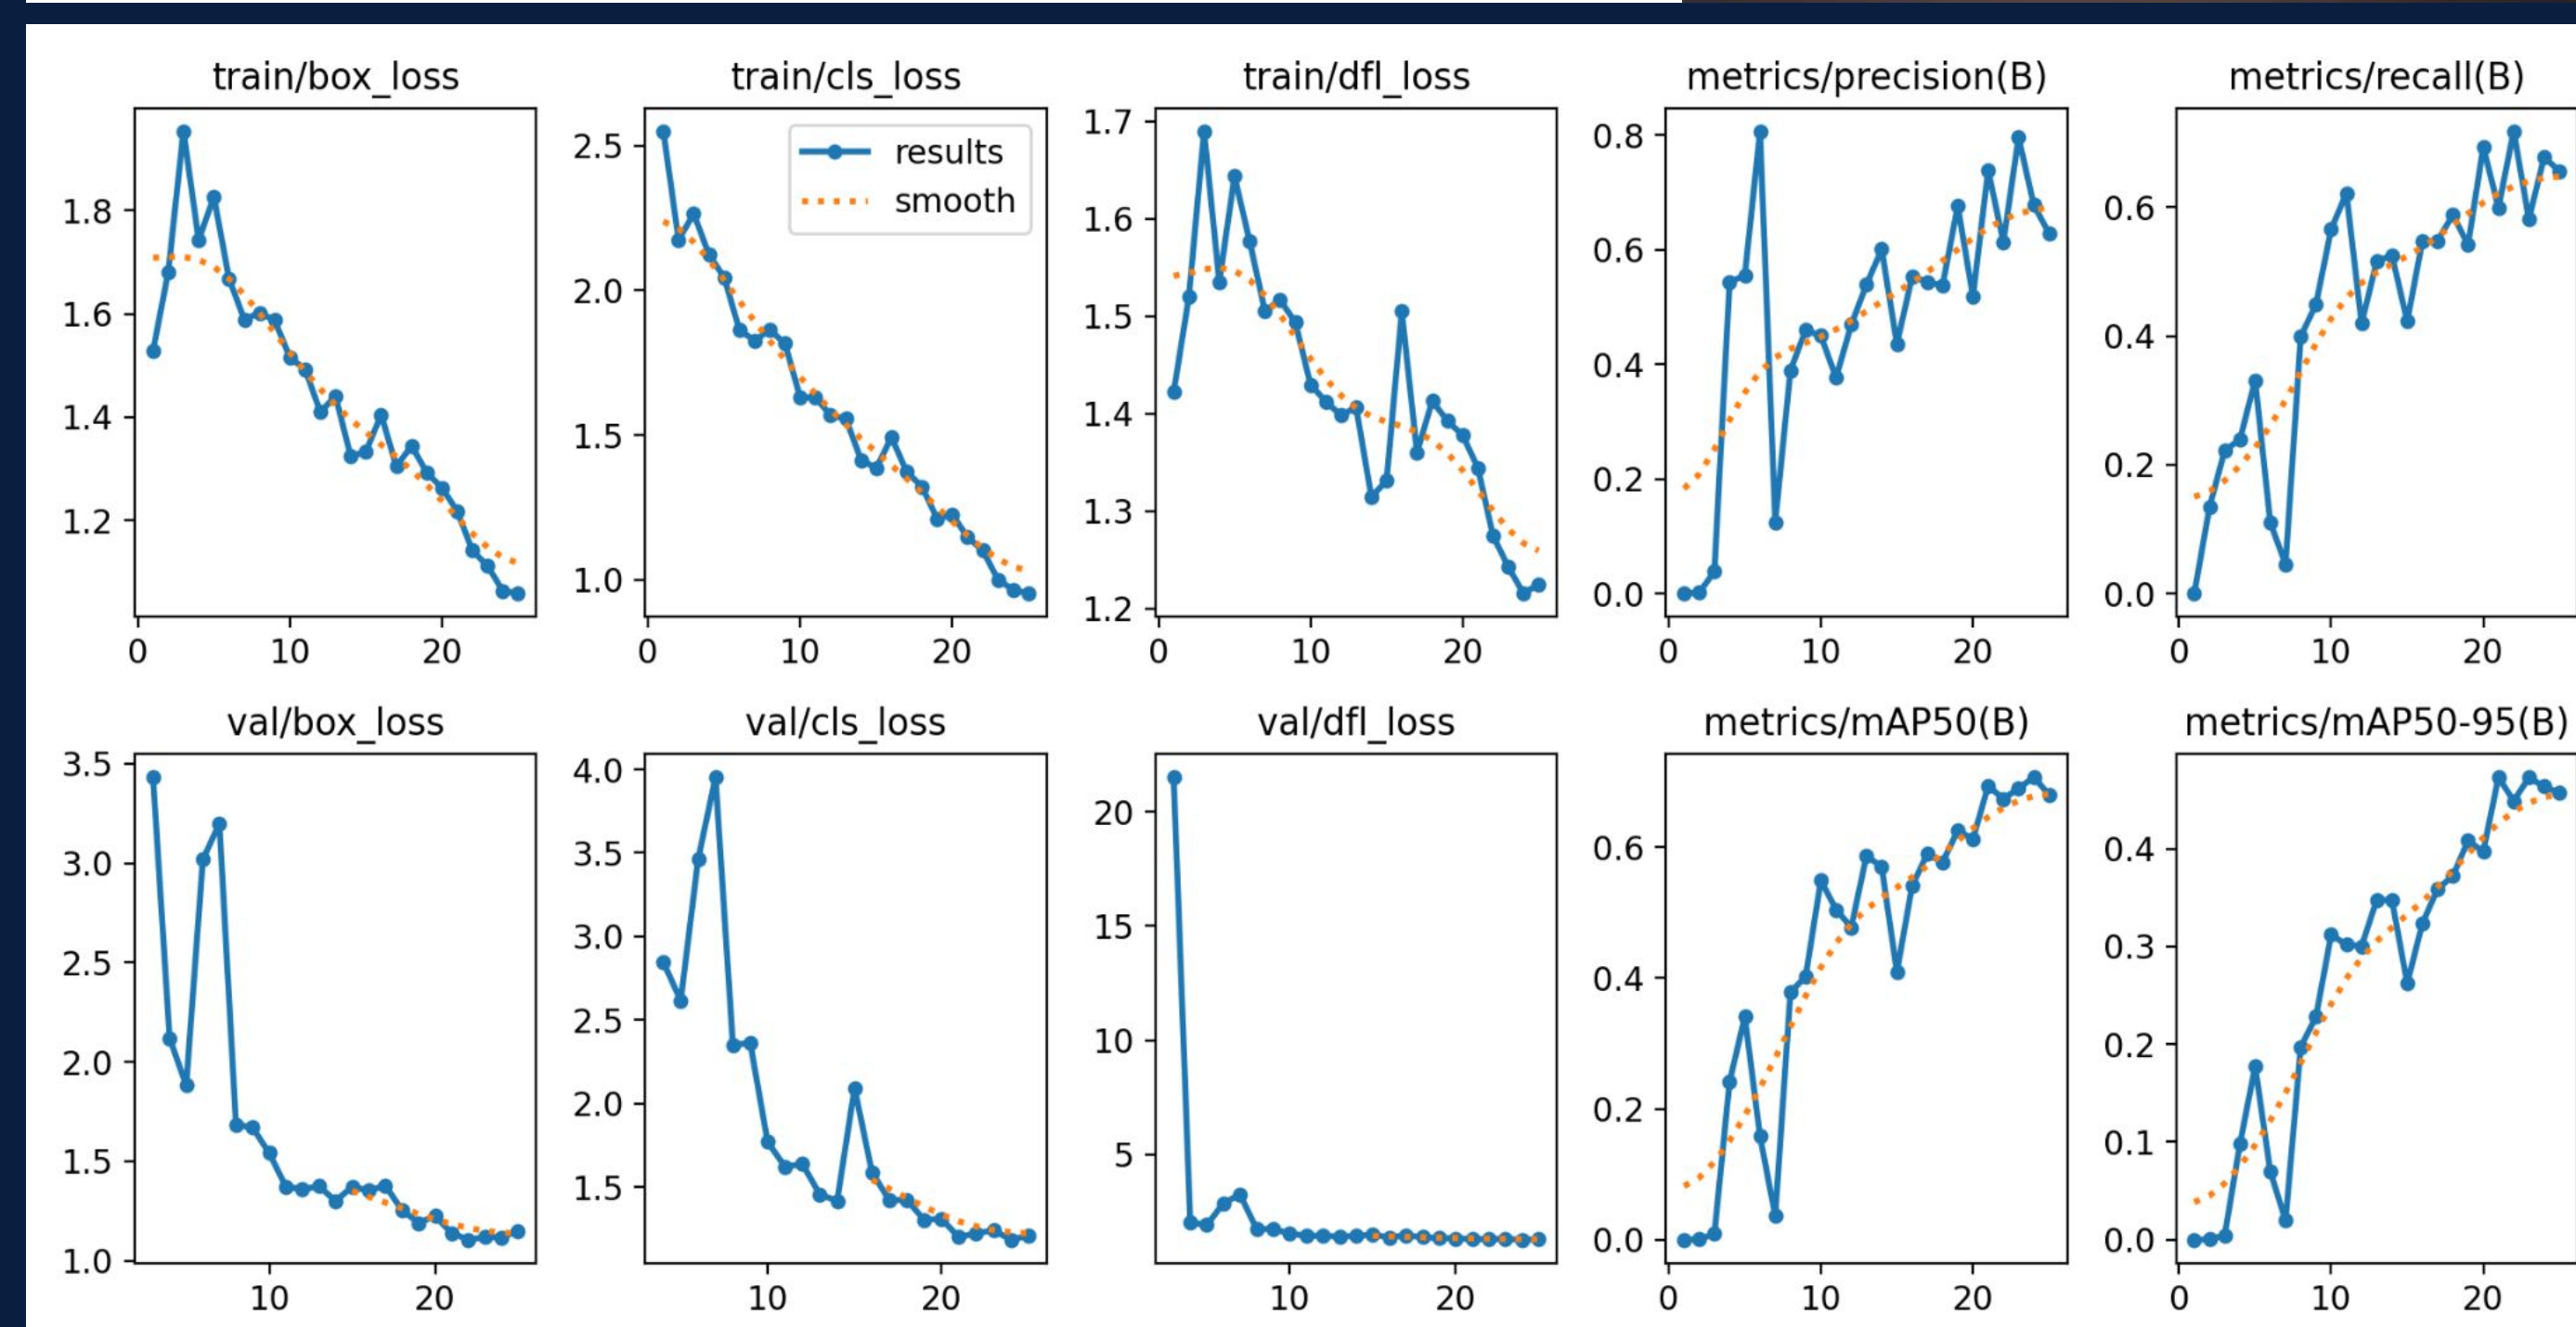 train/box_loss
train/cls_loss
train/dfl_loss
metrics/precision(B)
metrics/recall(B)
1.8
1.6
1.4
1.2
0 10 20
results
smooth
2.5
2.0
1.5
1.0
0 10 20
1.7
1.6
1.5
1.4
1.3
1.2
0 10 20
0.8
0.6
0.4
0.2
0.0
0 10 20
0.6
0.4
0.2
0.0
0 10 20
val/box_loss
val/cls_loss
val/dfl_loss
metrics/mAP50(B)
metrics/mAP50-95(B)
3.5
3.0
2.5
2.0
1.5
1.0
10 20
4.0
3.5
3.0
2.5
2.0
1.5
10 20
20
15
10
5
10 20
0.6
0.4
0.2
0.0
0 10 20
0.4
0.3
0.2
0.1
0.0
0 10 20